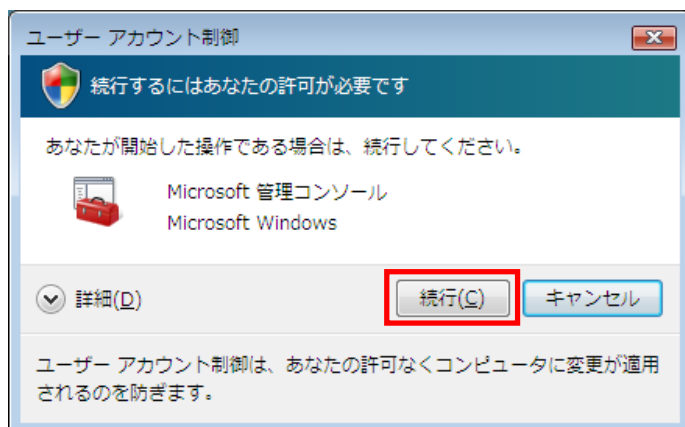 ユーザー アカウント制御
続行するにはあなたの許可が必要です
あなたが開始した操作である場合は、続行してください。
Microsoft 管理コンソール
Microsoft Windows
詳細(D)
続行(C)
キャンセル
ユーザー アカウント制御は、あなたの許可なくコンピュータに変更が適用
されるのを防ぎます。